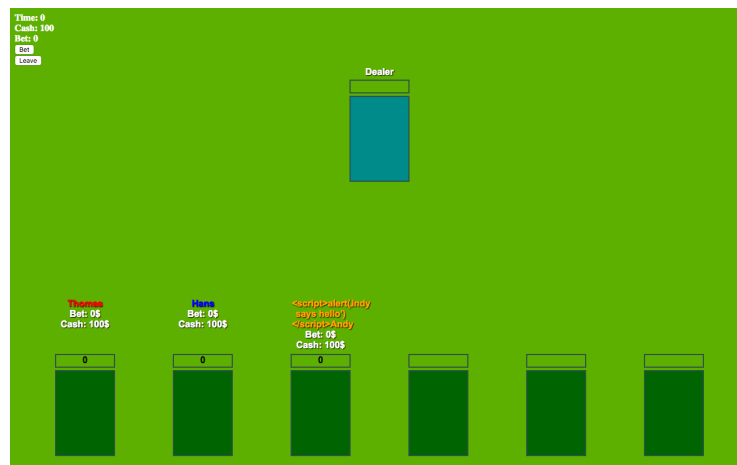 Time: 0
Cash: 100
Bet: 0
Bet
Leave
Dealer
Thomas
Bet: 0$
Cash: 100$
0
Hans
Bet: 0$
Cash: 100$
0
<script>alert('Andy
says hello')
</script>Andy
Bet: 0$
Cash: 100$
0